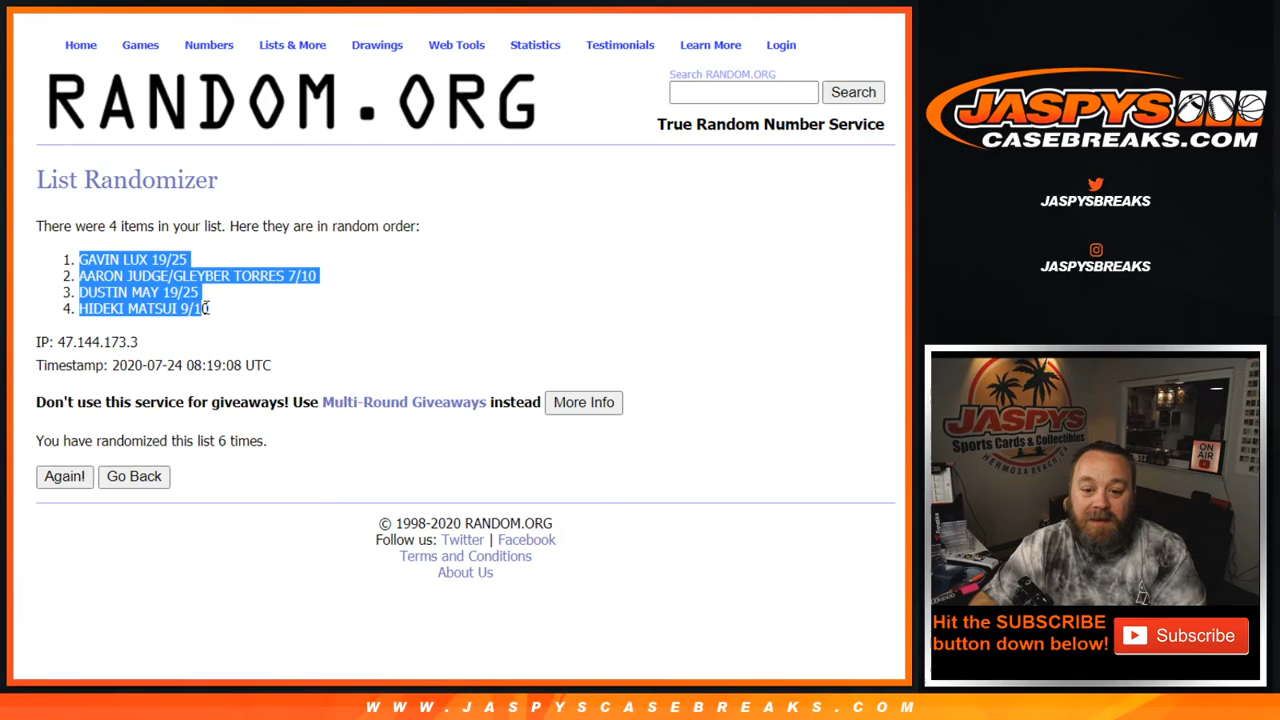 Home Games Numbers Lists & More Drawings Web Tools Statistics Testimonials Learn More Login
RANDOM.ORG
Search RANDOM.ORG
Search
True Random Number Service
List Randomizer
There were 4 items in your list. Here they are in random order:
1. GAVIN LUX 19/25
2. AARON JUDGE/GLEYBER TORRES 7/10
3. DUSTIN MAY 19/25
4. HIDEKI MATSUI 9/10
IP: 47.144.173.3
Timestamp: 2020-07-24 08:19:08 UTC
Don't use this service for giveaways! Use Multi-Round Giveaways instead More Info
You have randomized this list 6 times.
Again! Go Back
© 1998-2020 RANDOM.ORG
Follow us: Twitter | Facebook
Terms and Conditions
About Us
JASPYS
CASEBREAKS.COM
JASPYSBREAKS
JASPYSBREAKS
JASPYS
Sports Cards & Collectibles
HERMOSA BEACH, CA
ON
AIR
Hit the SUBSCRIBE
button down below!
Subscribe
WWW.JASPYSCASEBREAKS.COM